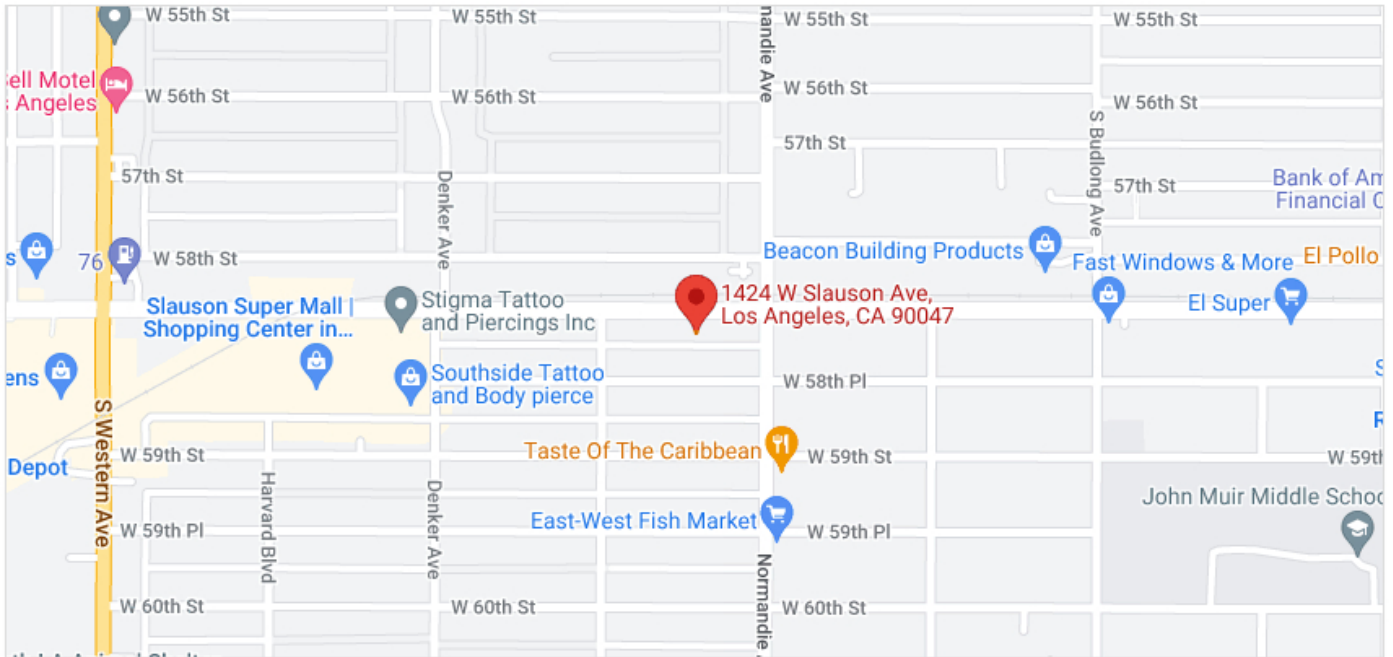 W 55th St
W 55th St
W 55th St
W 55th St
nandie Ave
ell Motel
Angeles
W 56th St
W 56th St
W 56th St
W 56th St
S Budlong Ave
57th St
57th St
57th St
Denker Ave
Bank of Am
Financial C
76
W 58th St
Beacon Building Products
Fast Windows & More
El Pollo
Slauson Super Mall |
Shopping Center in...
Stigma Tattoo
and Piercings Inc
1424 W Slauson Ave,
Los Angeles, CA 90047
El Super
ens
Southside Tattoo
and Body pierce
W 58th Pl
S Western Ave
Depot
W 59th St
Taste Of The Caribbean
W 59th St
W 59th
Harvard Blvd
Denker Ave
John Muir Middle Schoo
East-West Fish Market
W 59th Pl
W 59th Pl
Normandie A
W 60th St
W 60th St
W 60th St